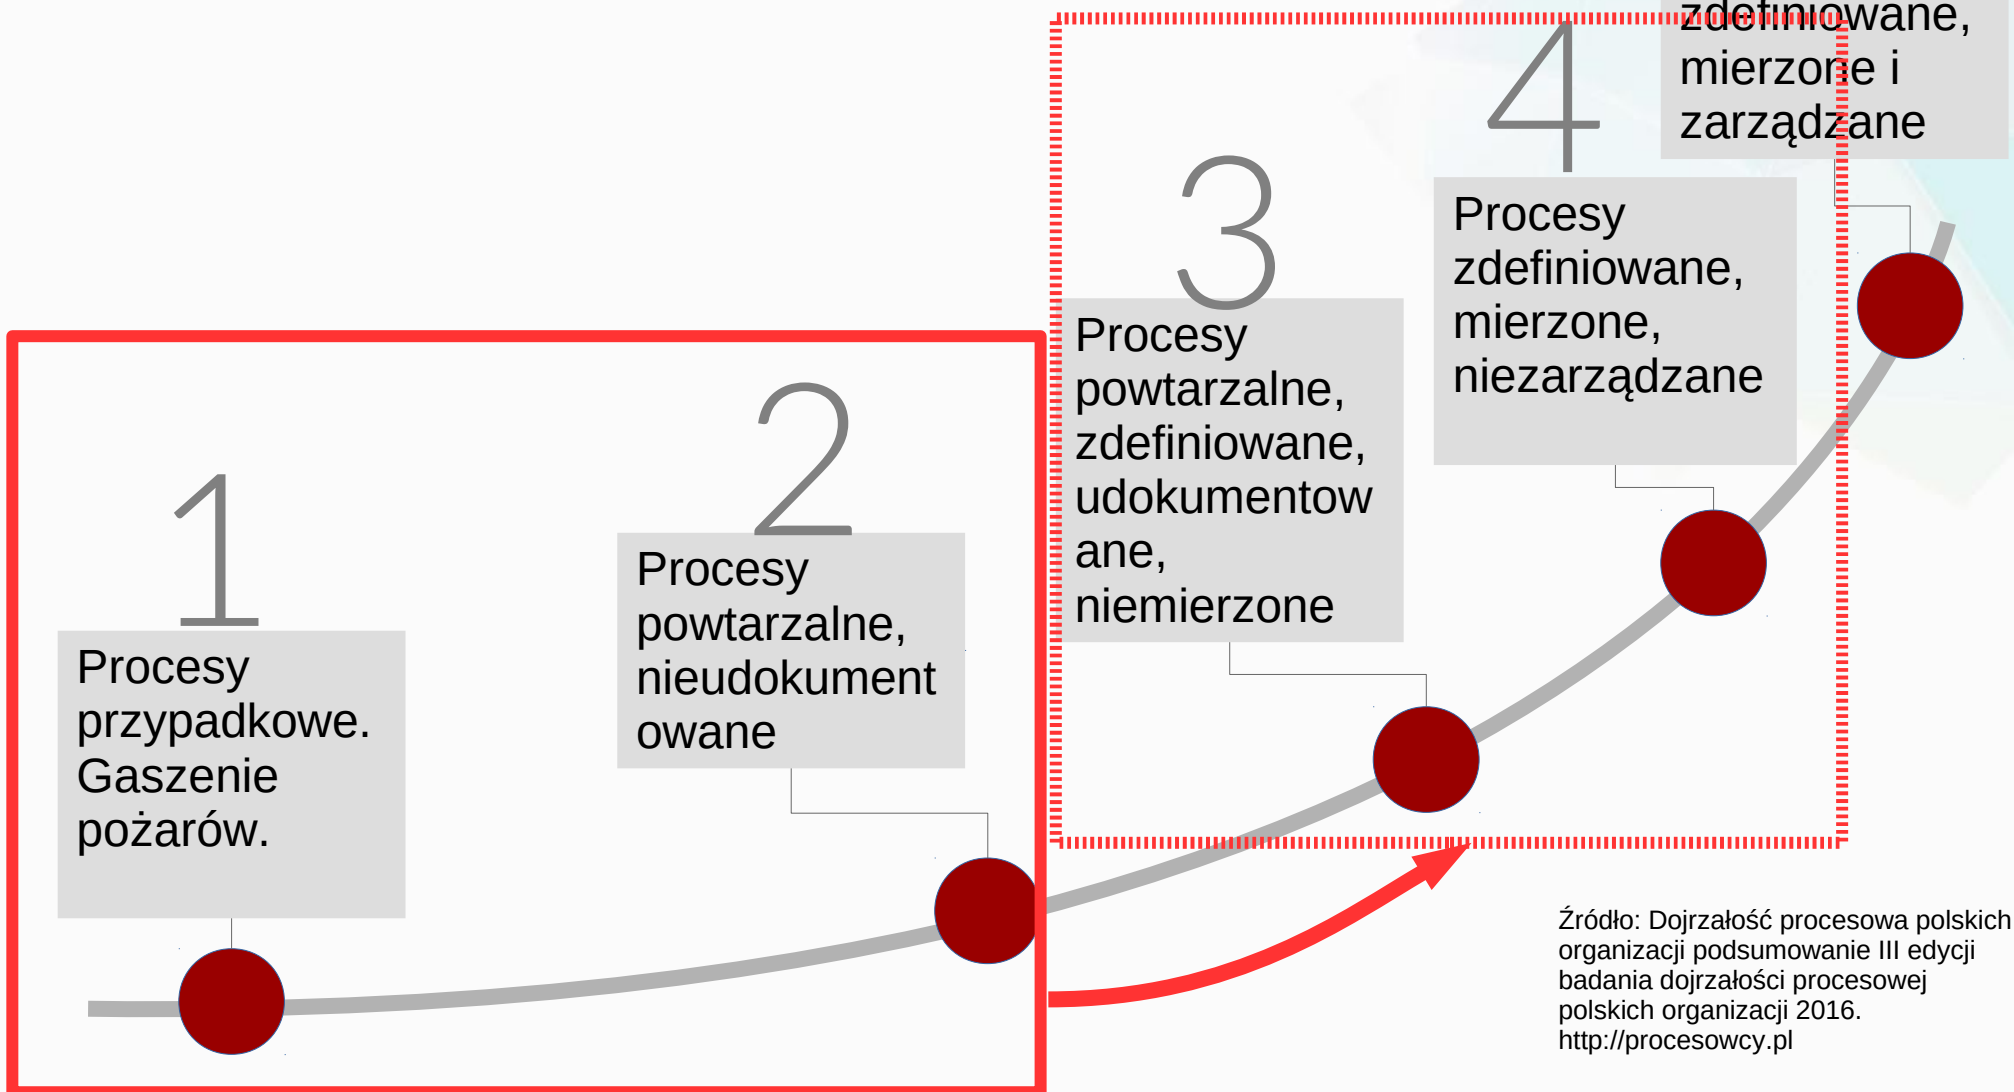 1
Procesy
przypadkowe.
Gaszenie
pożarów.
2
Procesy
powtarzalne,
nieudokument
owane
3
Procesy
powtarzalne,
zdefiniowane,
udokumentow
ane,
niemierzone
4
Procesy
zdefiniowane,
mierzone,
niezarządzane
zdefiniowane,
mierzone i
zarządzane
Źródło: Dojrzałość procesowa polskich
organizacji podsumowanie III edycji
badania dojrzałości procesowej
polskich organizacji 2016.
http://procesowcy.pl